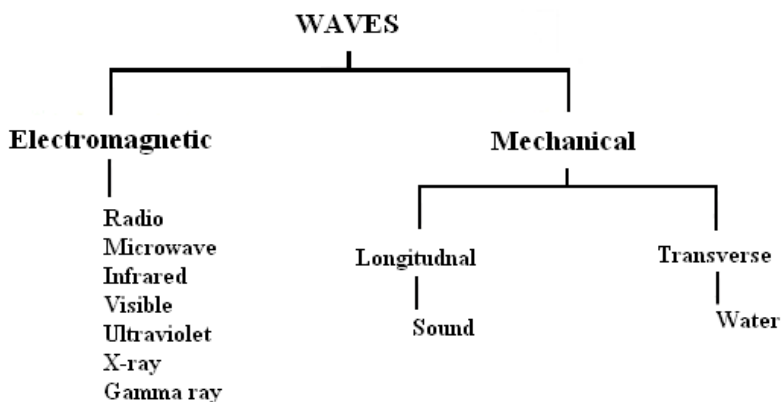 WAVES
Electromagnetic
Mechanical
Radio
Microwave
Infrared
Visible
Ultraviolet
X-ray
Gamma ray
Longitudnal
Sound
Transverse
Water